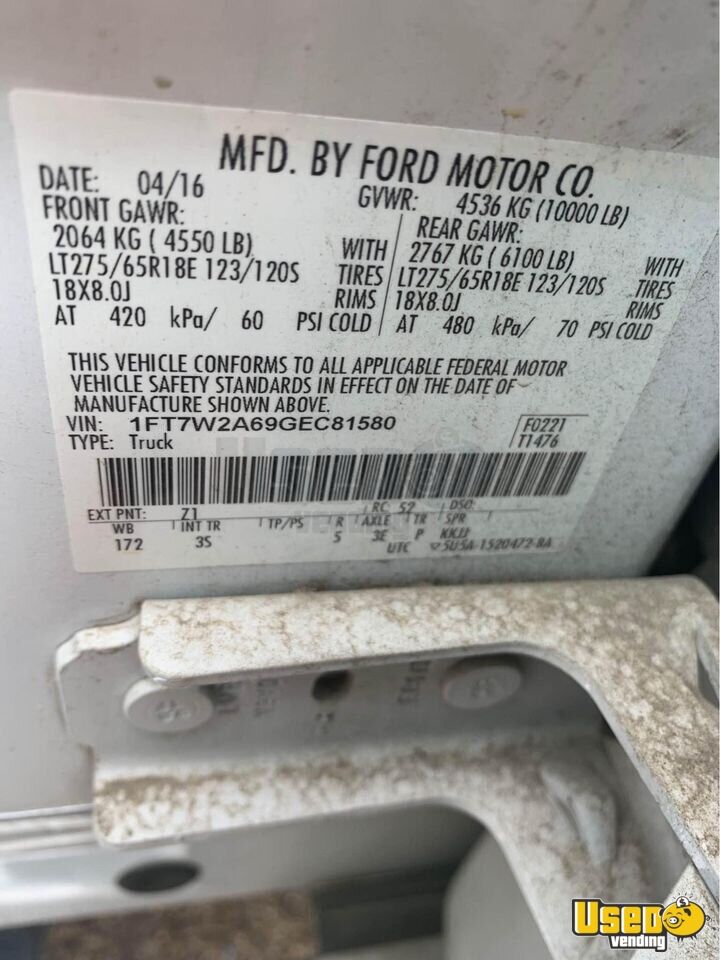 MFD. BY FORD MOTOR CO.
DATE: 04/16
GVWR: 4536 KG (10000 LB)
FRONT GAWR:
REAR GAWR:
2064 KG ( 4550 LB) WITH
2767 KG ( 6100 LB) WITH
LT275/65R18E 123/120S TIRES
LT275/65R18E 123/120S TIRES
18X8.0J RIMS
18X8.0J RIMS
AT 420 kPa/ 60 PSI COLD
AT 480 kPa/ 70 PSI COLD
THIS VEHICLE CONFORMS TO ALL APPLICABLE FEDERAL MOTOR
VEHICLE SAFETY STANDARDS IN EFFECT ON THE DATE OF
MANUFACTURE SHOWN ABOVE.
VIN: 1FT7W2A69GEC81580
TYPE: Truck
F0221
T1476
EXT PNT: Z1 RC: 52 DSO:
WB INT TR TP/PS R AXLE TR SPR
172 3S 5 3E P KKJJ
UTC 5U5A-1520472-BA
Used
vending